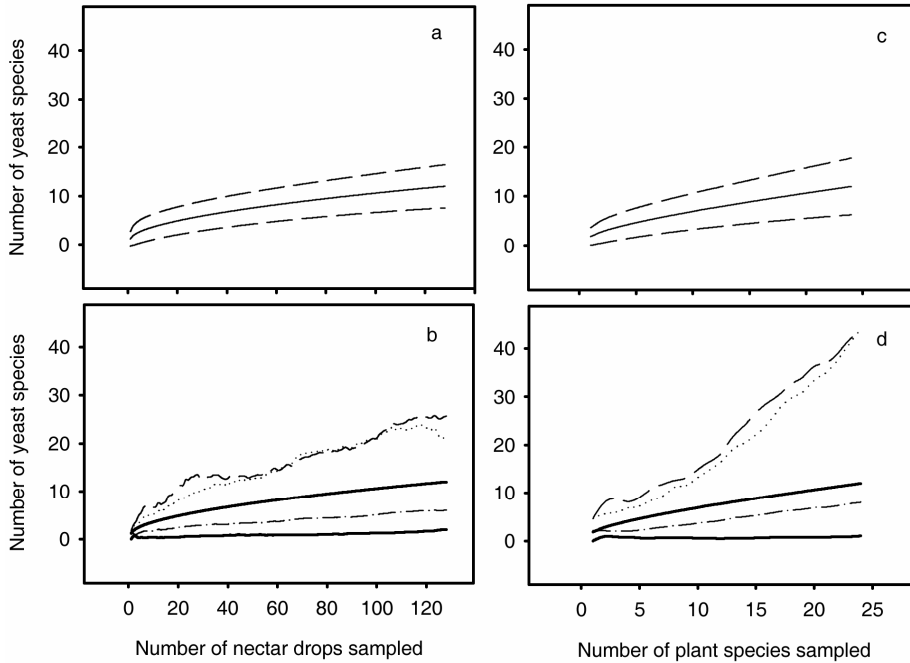 Number of yeast species
40
30
20
10
0
a
40
30
20
10
0
c
Number of yeast species
40
30
20
10
0
b
0 20 40 60 80 100 120
Number of nectar drops sampled
40
30
20
10
0
d
0 5 10 15 20 25
Number of plant species sampled